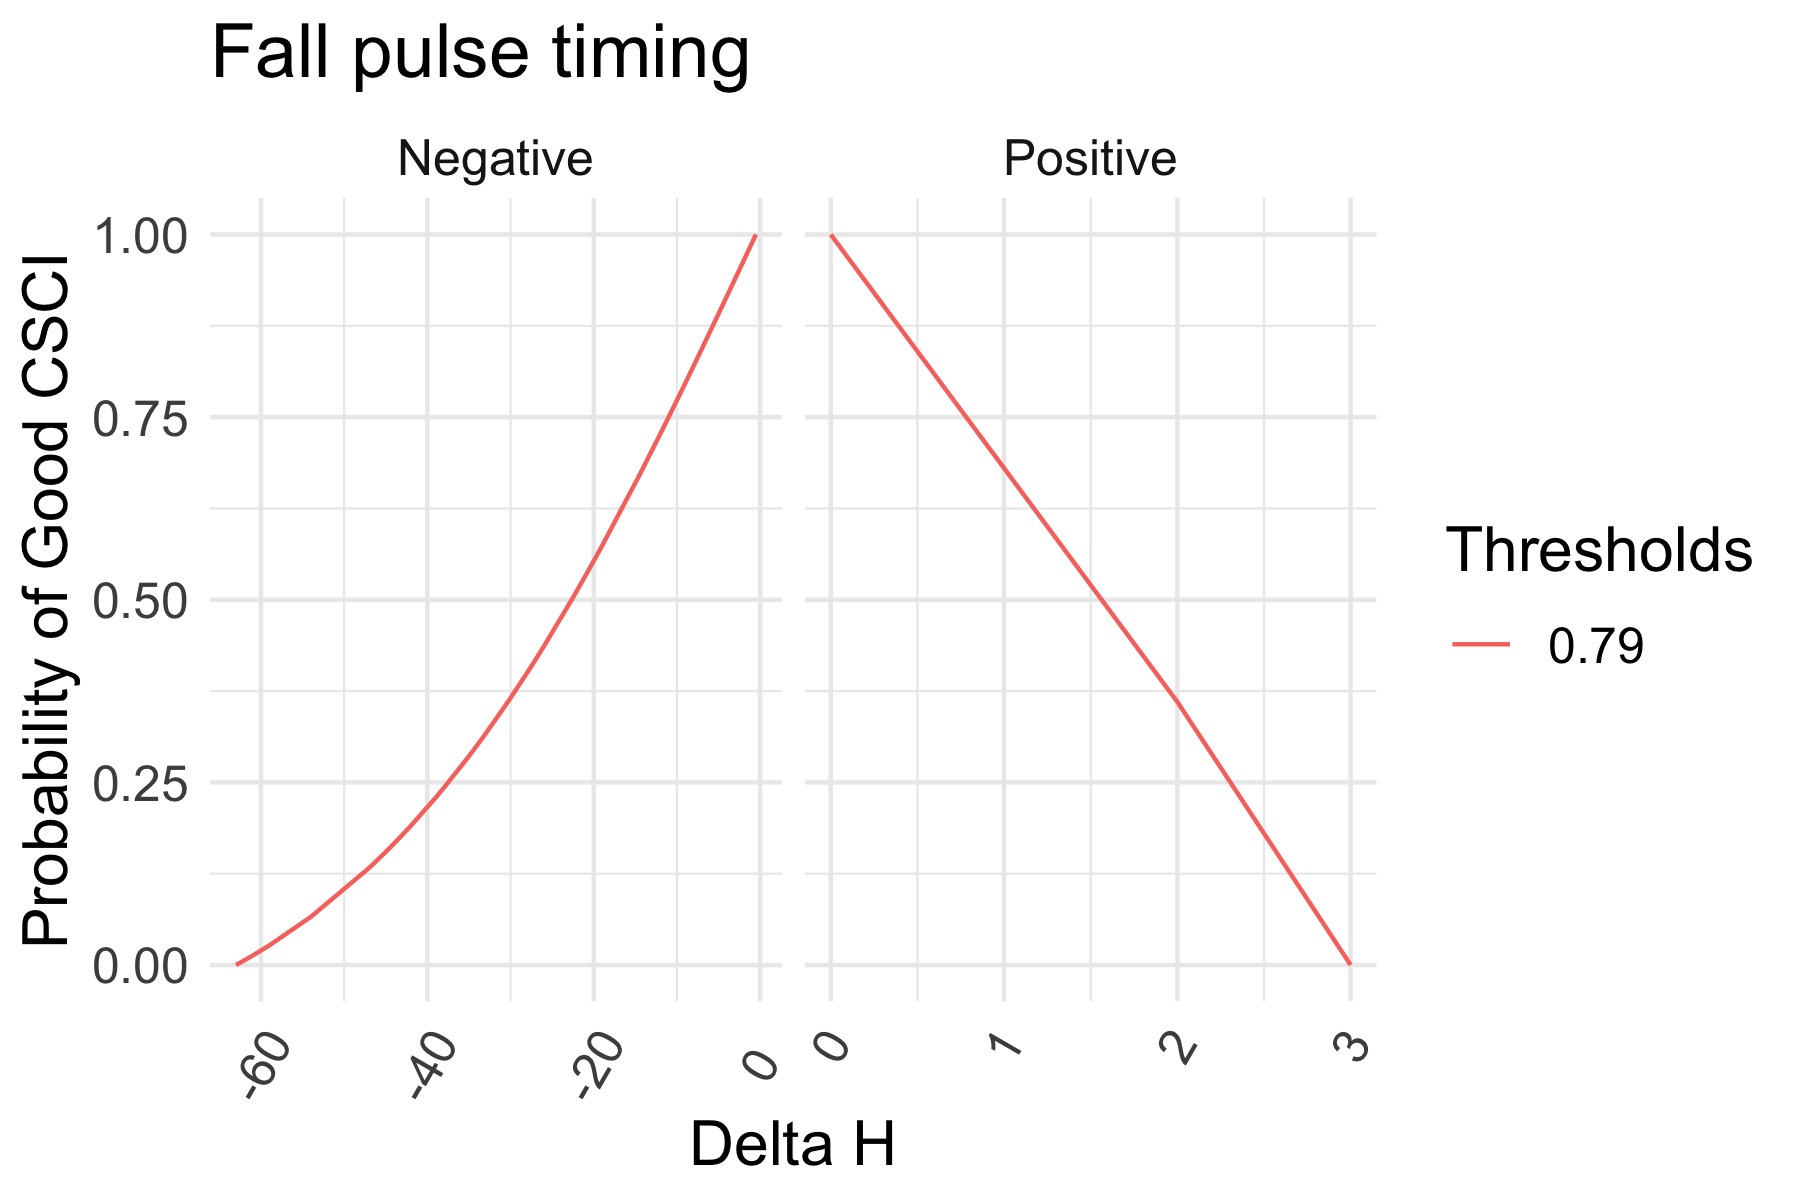 Fall pulse timing
Negative
Positive
Probability of Good CSCI
1.00
0.75
0.50
0.25
0.00
-60
-40
-20
0
0
1
2
3
Delta H
Thresholds
0.79